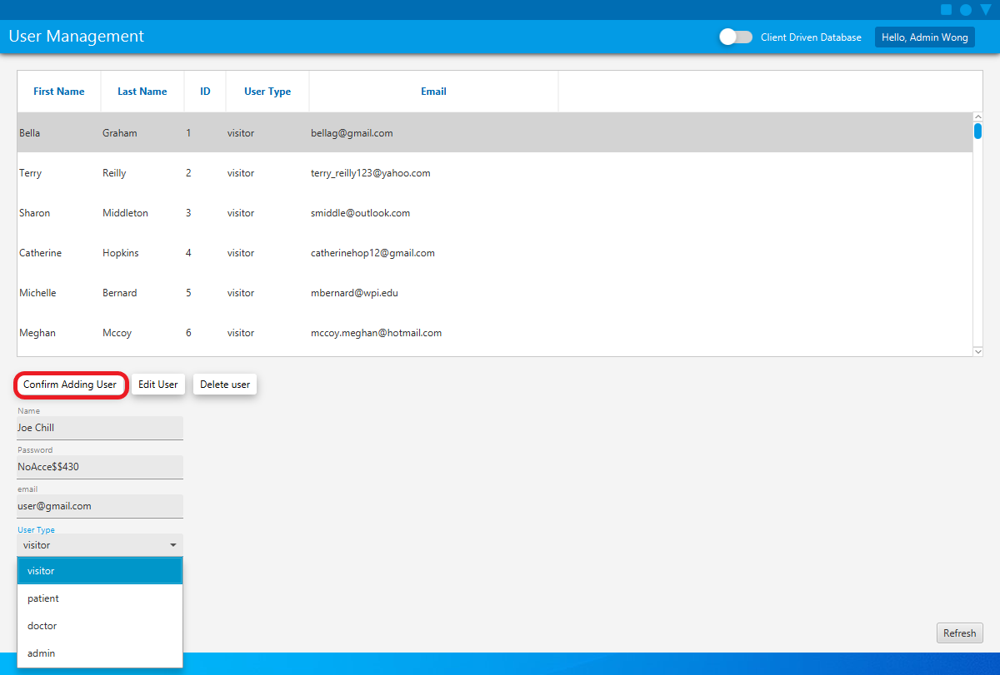 User Management
Client Driven Database
Hello, Admin Wong
First Name Last Name ID User Type Email
Bella Graham 1 visitor bellag@gmail.com
Terry Reilly 2 visitor terry_reilly123@yahoo.com
Sharon Middleton 3 visitor smiddle@outlook.com
Catherine Hopkins 4 visitor catherinehop12@gmail.com
Michelle Bernard 5 visitor mbernard@wpi.edu
Meghan Mccoy 6 visitor mccoy.meghan@hotmail.com
Confirm Adding User Edit User Delete user
Name
Joe Chill
Password
NoAcce$$430
email
user@gmail.com
User Type
visitor
visitor
patient
doctor
admin
Refresh